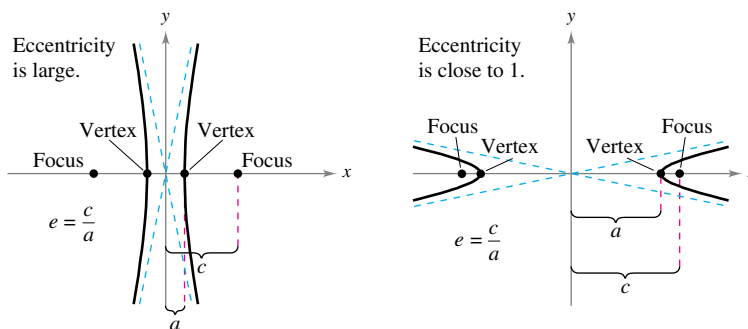 y
Eccentricity
is large.
Vertex
Vertex
Focus
Focus
x
e = c/a
c
a
y
Eccentricity
is close to 1.
Focus
Focus
Vertex
Vertex
a
e = c/a
c